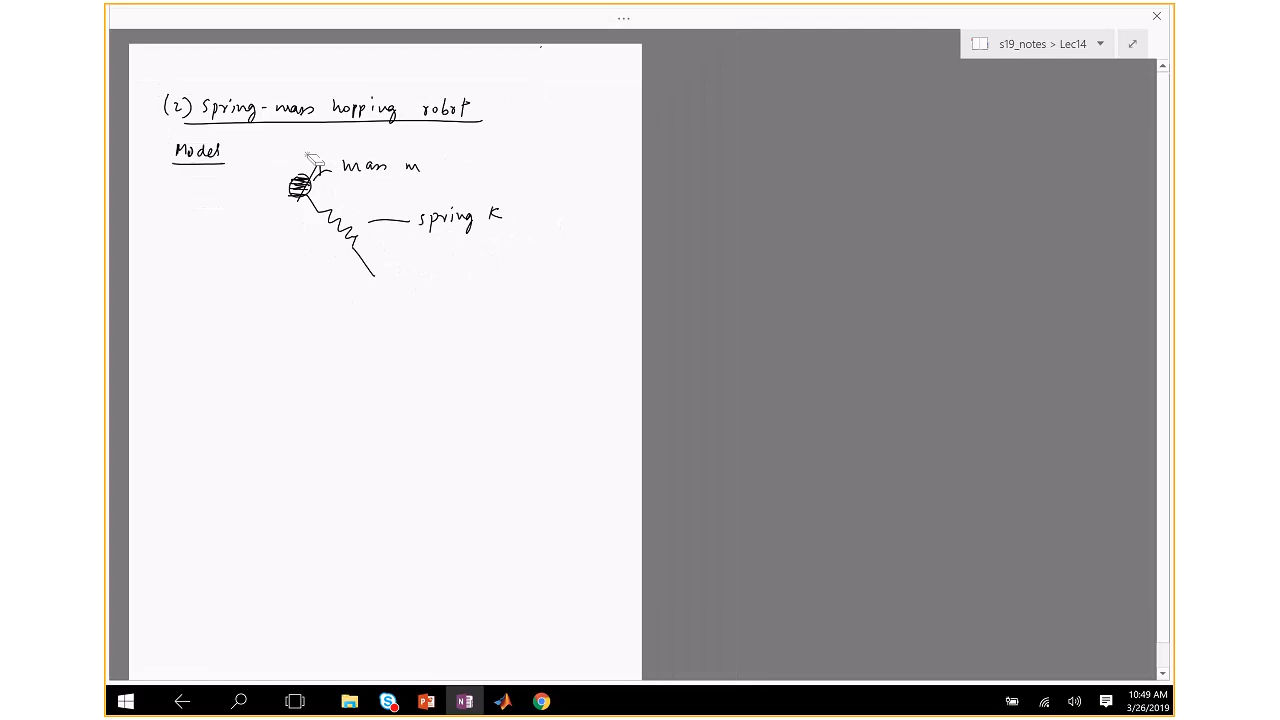 ...
s19_notes > Lec14
(2) Spring-mass hopping robot
Model
mass m
spring K
10:49 AM
3/26/2019